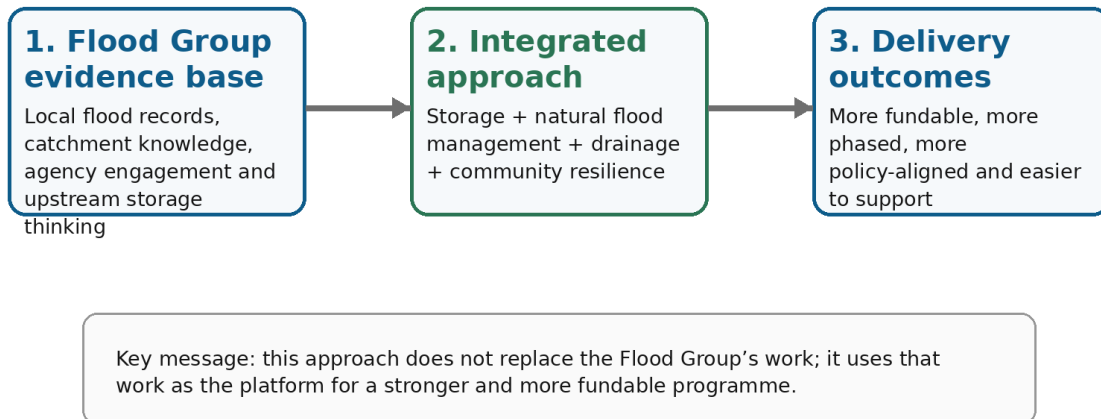 1. Flood Group
evidence base
Local flood records,
catchment knowledge,
agency engagement and
upstream storage
thinking
2. Integrated
approach
Storage + natural flood
management + drainage
+ community resilience
3. Delivery
outcomes
More fundable, more
phased, more
policy-aligned and easier
to support
Key message: this approach does not replace the Flood Group’s work; it uses that
work as the platform for a stronger and more fundable programme.